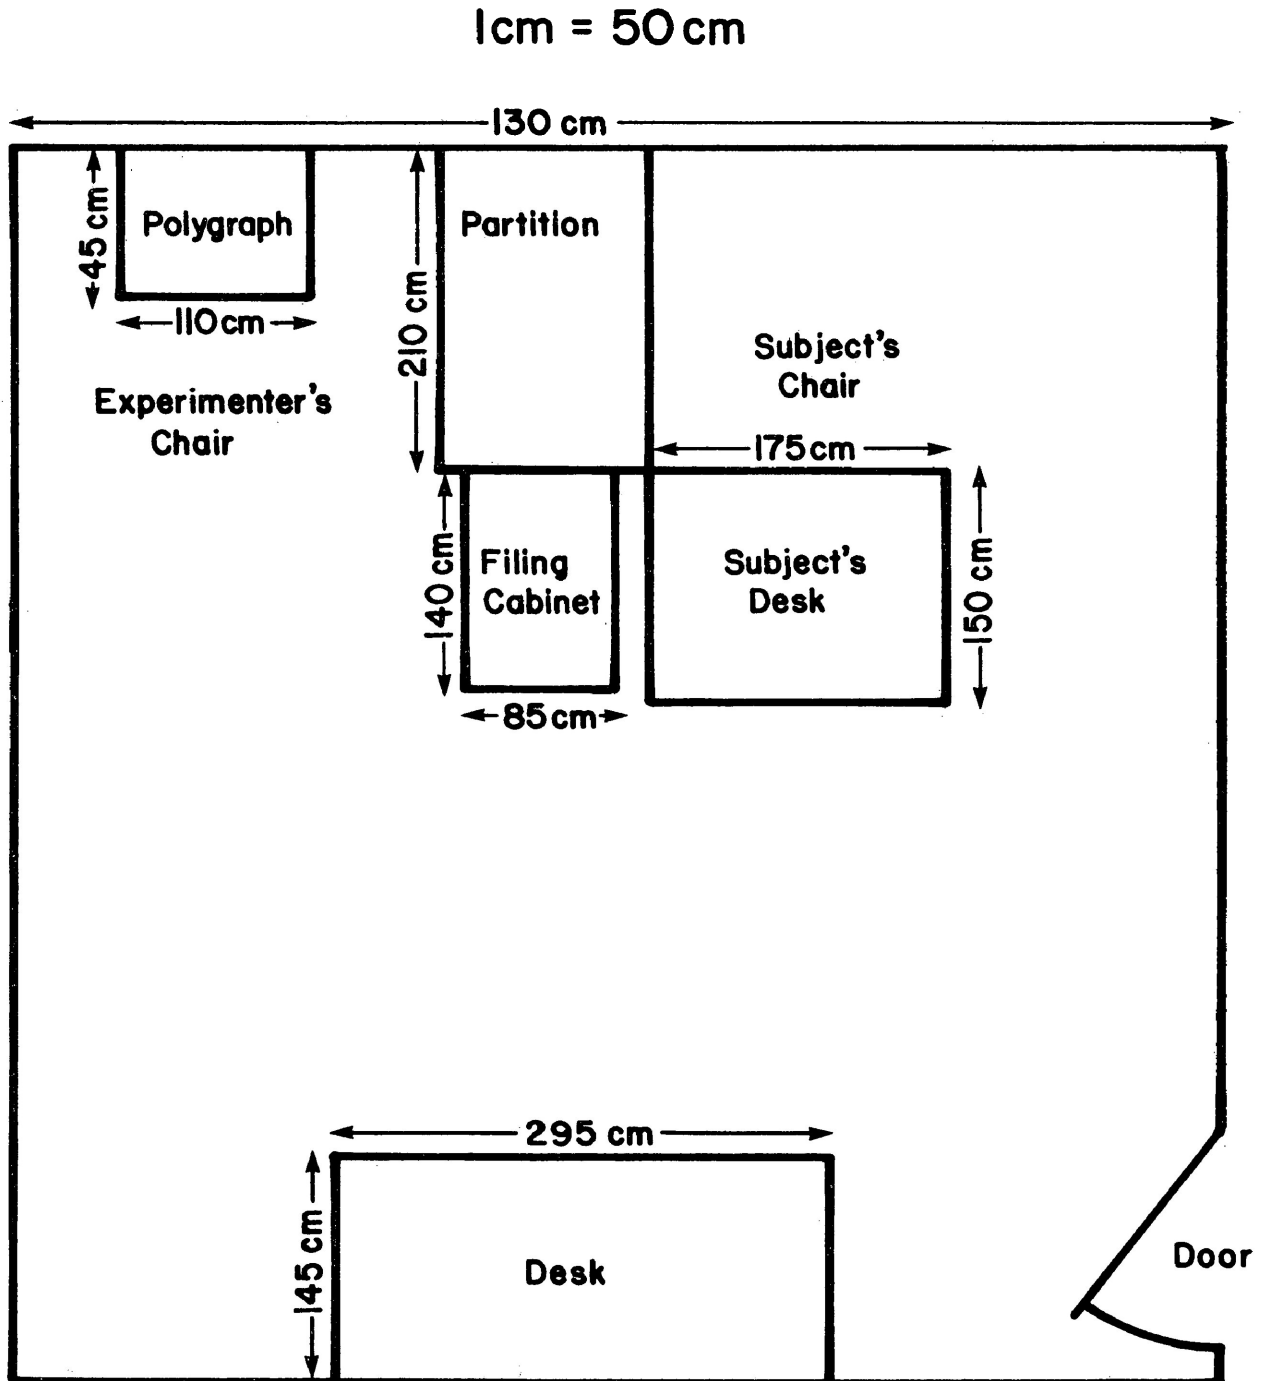 1cm = 50 cm
130 cm
45 cm
Polygraph
110 cm
Partition
210 cm
Experimenter's
Chair
Subject's
Chair
175 cm
140 cm
Filing
Cabinet
85 cm
Subject's
Desk
150 cm
295 cm
145 cm
Desk
Door